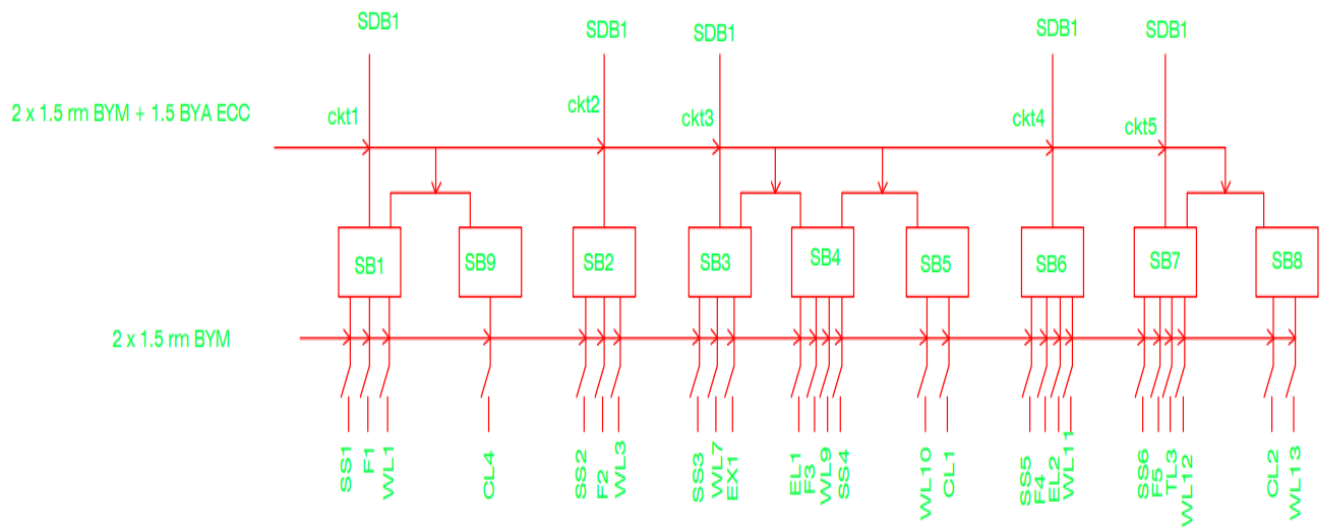 SDB1
SDB1
SDB1
SDB1
SDB1
2 x 1.5 rm BYM + 1.5 BYA ECC
ckt1
ckt2
ckt3
ckt4
ckt5
SB1
SB9
SB2
SB3
SB4
SB5
SB6
SB7
SB8
2 x 1.5 rm BYM
SS1
F1
WL1
CL4
SS2
F2
WL3
SS3
WL7
EX1
EL1
F3
WL9
SS4
WL10
CL1
SS5
F4
EL2
WL11
SS6
F5
TL3
WL12
CL2
WL13